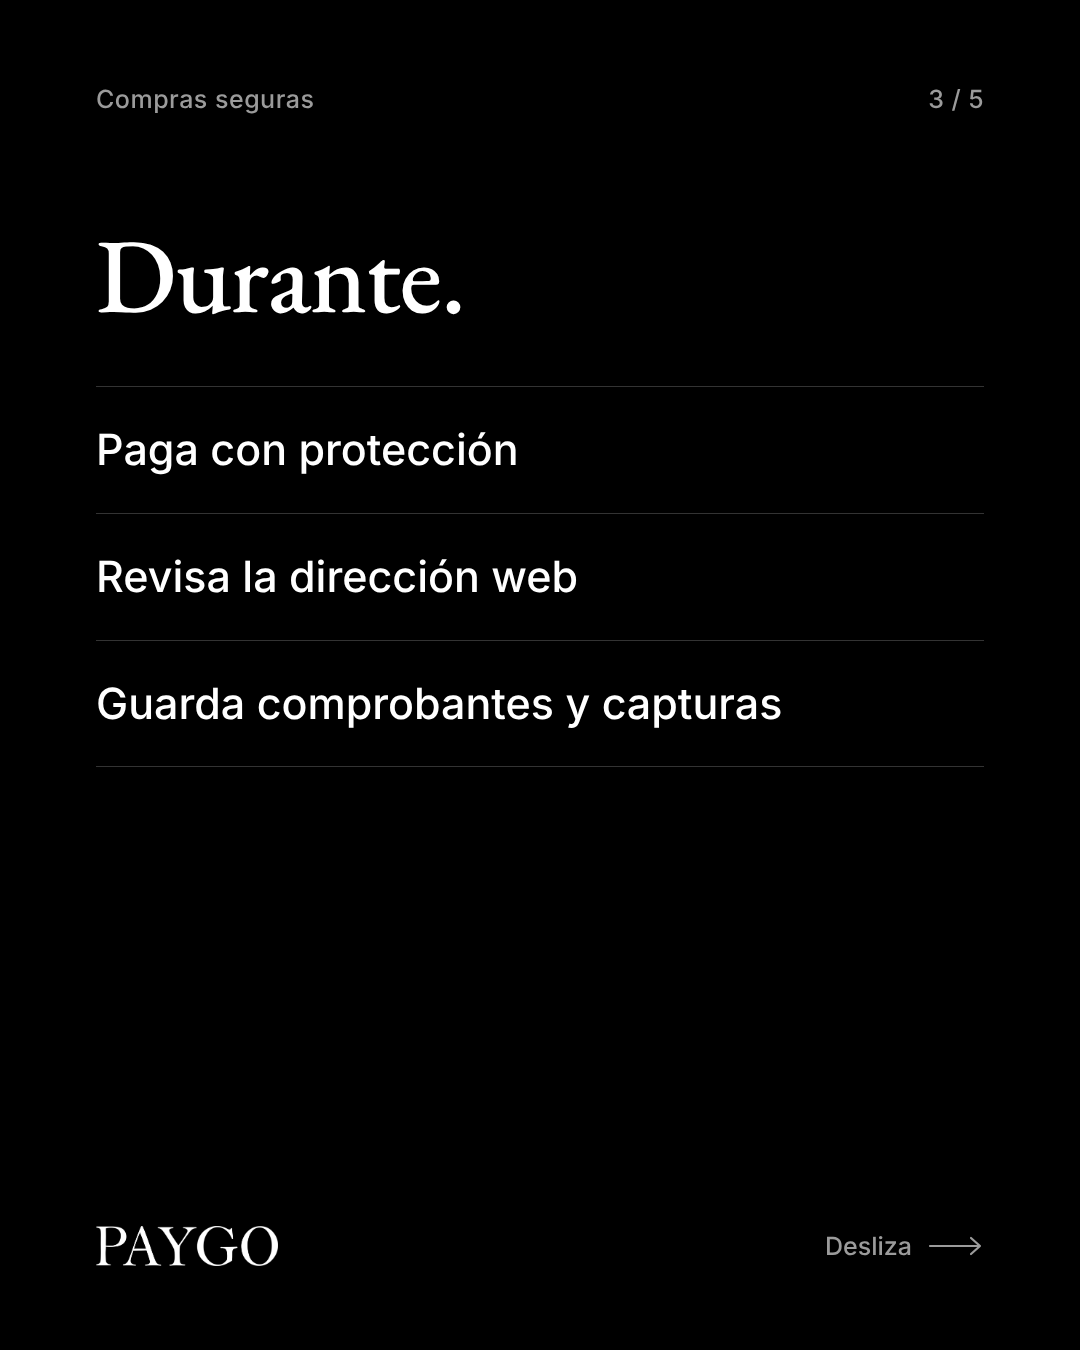 Compras seguras
3 / 5
Durante.
Paga con protección
Revisa la dirección web
Guarda comprobantes y capturas
PAYGO
Desliza